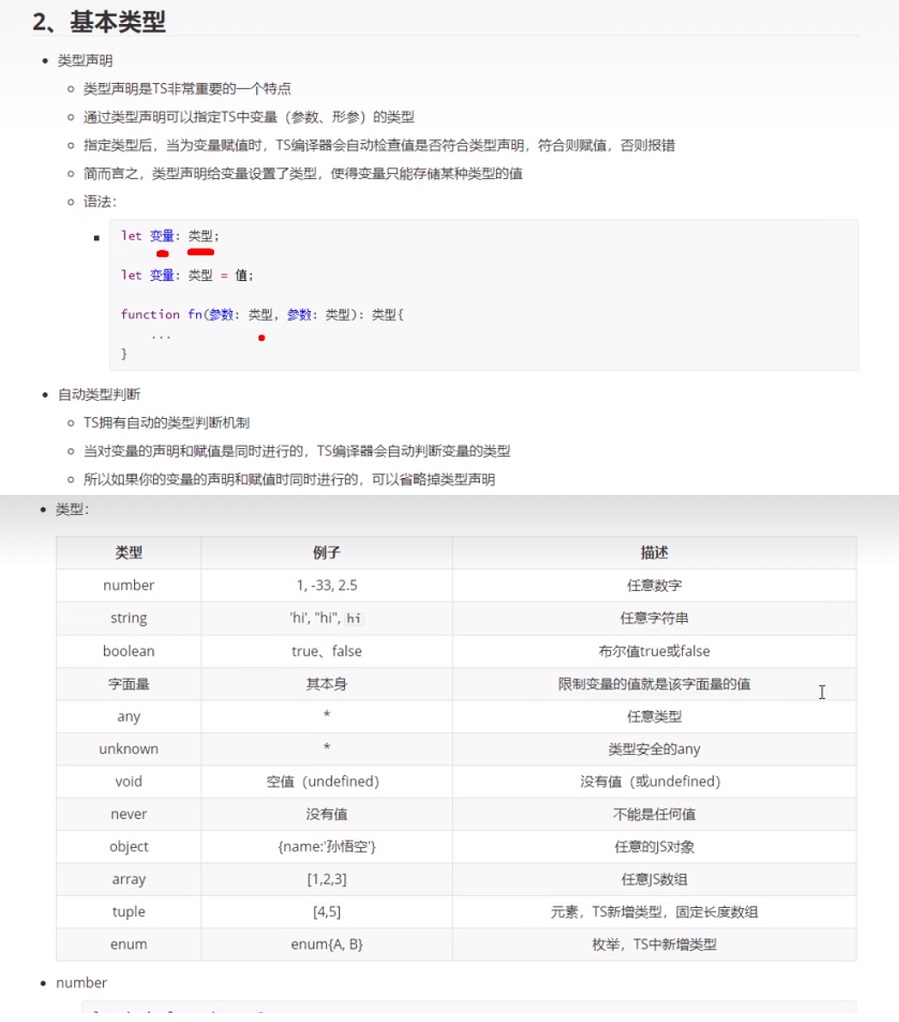 2、基本类型
类型声明
类型声明是TS非常重要的一个特点
通过类型声明可以指定TS中变量（参数、形参）的类型
指定类型后，当为变量赋值时，TS编译器会自动检查值是否符合类型声明，符合则赋值，否则报错
简而言之，类型声明给变量设置了类型，使得变量只能存储某种类型的值
语法：
let 变量: 类型;
let 变量: 类型 = 值;
function fn(参数: 类型, 参数: 类型): 类型{
...
}
自动类型判断
TS拥有自动的类型判断机制
当对变量的声明和赋值是同时进行的，TS编译器会自动判断变量的类型
所以如果你的变量的声明和赋值时同时进行的，可以省略掉类型声明
类型：
类型 例子 描述
number 1, -33, 2.5 任意数字
string 'hi', "hi", hi 任意字符串
boolean true、false 布尔值true或false
字面量 其本身 限制变量的值就是该字面量的值
any * 任意类型
unknown * 类型安全的any
void 空值（undefined） 没有值（或undefined）
never 没有值 不能是任何值
object {name:'孙悟空'} 任意的JS对象
array [1,2,3] 任意JS数组
tuple [4,5] 元素，TS新增类型，固定长度数组
enum enum{A, B} 枚举，TS中新增类型
number